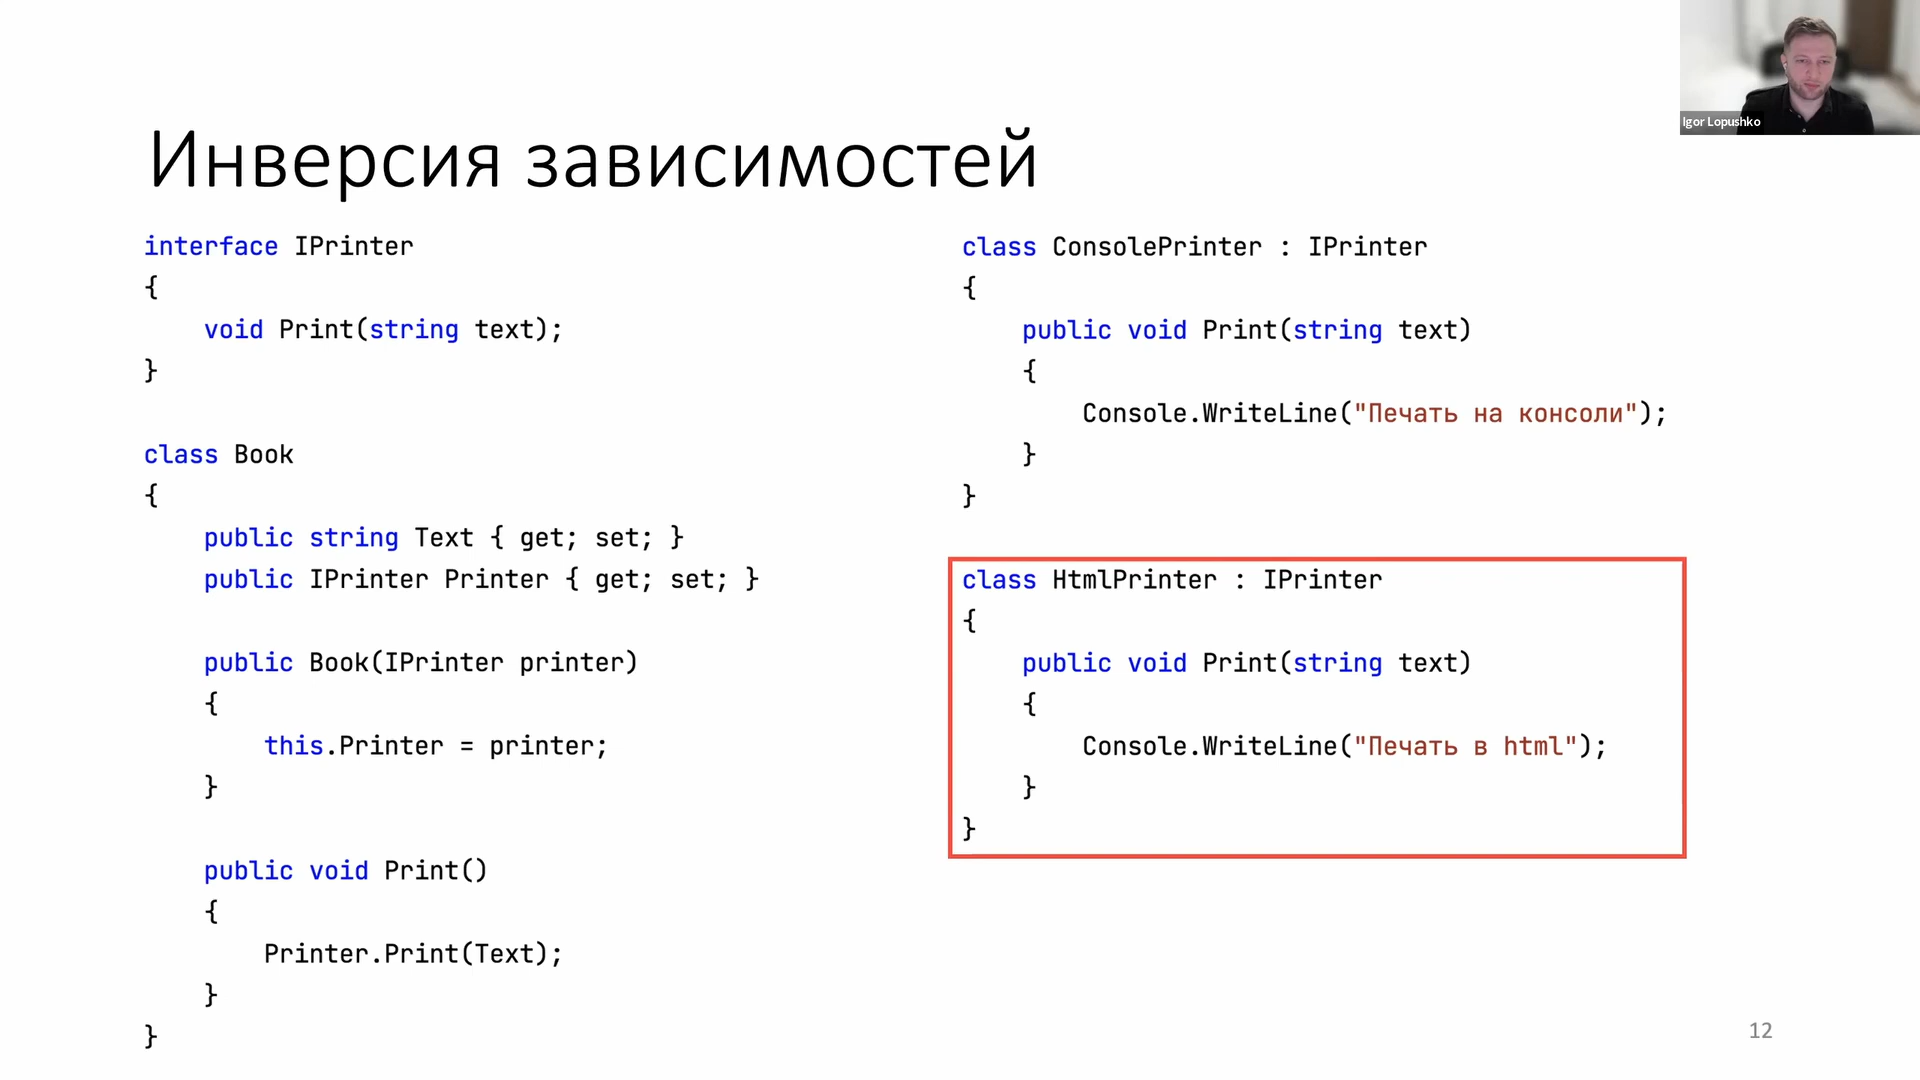 Igor Lopushko
Инверсия зависимостей
interface IPrinter
{
    void Print(string text);
}

class Book
{
    public string Text { get; set; }
    public IPrinter Printer { get; set; }

    public Book(IPrinter printer)
    {
        this.Printer = printer;
    }

    public void Print()
    {
        Printer.Print(Text);
    }
}
class ConsolePrinter : IPrinter
{
    public void Print(string text)
    {
        Console.WriteLine("Печать на консоли");
    }
}

class HtmlPrinter : IPrinter
{
    public void Print(string text)
    {
        Console.WriteLine("Печать в html");
    }
}
12